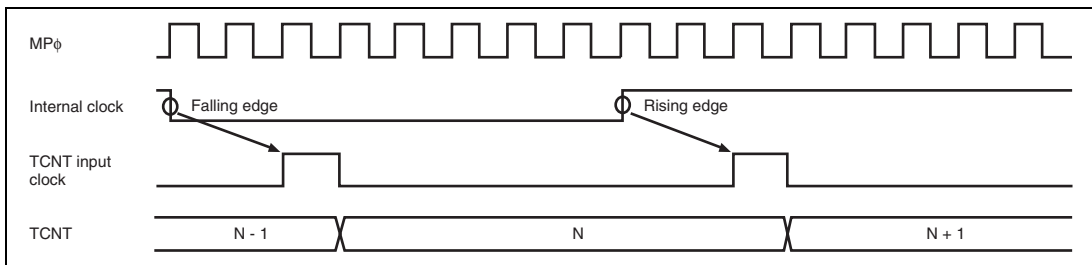 MPφ
Internal clock
Falling edge
Rising edge
TCNT input
clock
TCNT
N - 1
N
N + 1